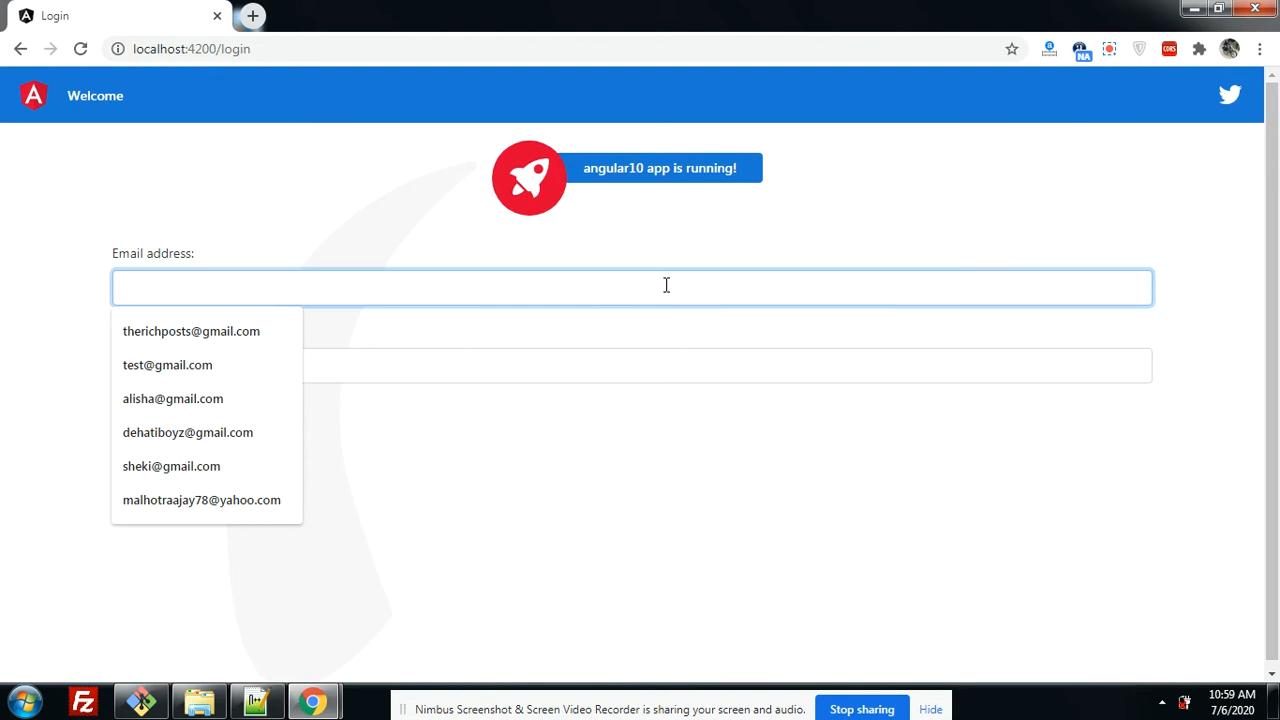 Login
localhost:4200/login
NA
CORS
Welcome
angular10 app is running!
Email address:
therichposts@gmail.com
test@gmail.com
alisha@gmail.com
dehatiboyz@gmail.com
sheki@gmail.com
malhotraajay78@yahoo.com
Nimbus Screenshot & Screen Video Recorder is sharing your screen and audio.
Stop sharing
Hide
10:59 AM
7/6/2020